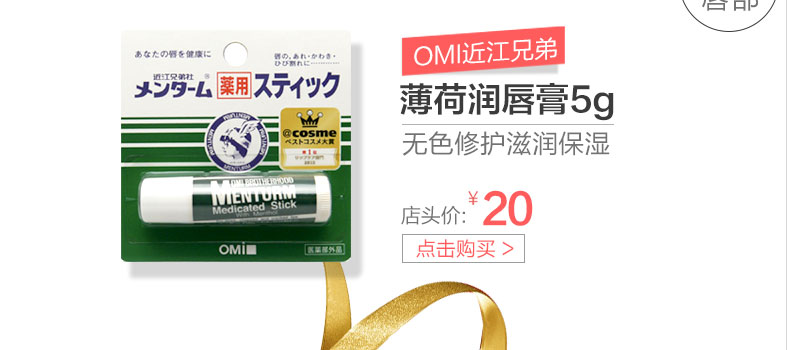 唇部
OMI近江兄弟
薄荷润唇膏5g
无色修护滋润保湿
店头价: ¥20
点击购买 >
あなたの唇を健康に
唇の、あれ・かわき・
ひび割れに……
近江兄弟社
メンターム® 薬用 スティック
@cosme
ベストコスメ大賞
第1位
MENTURM
OMI BROTHERHOOD
MENTURM
Medicated Stick
With Menthol
OMI
医薬部外品